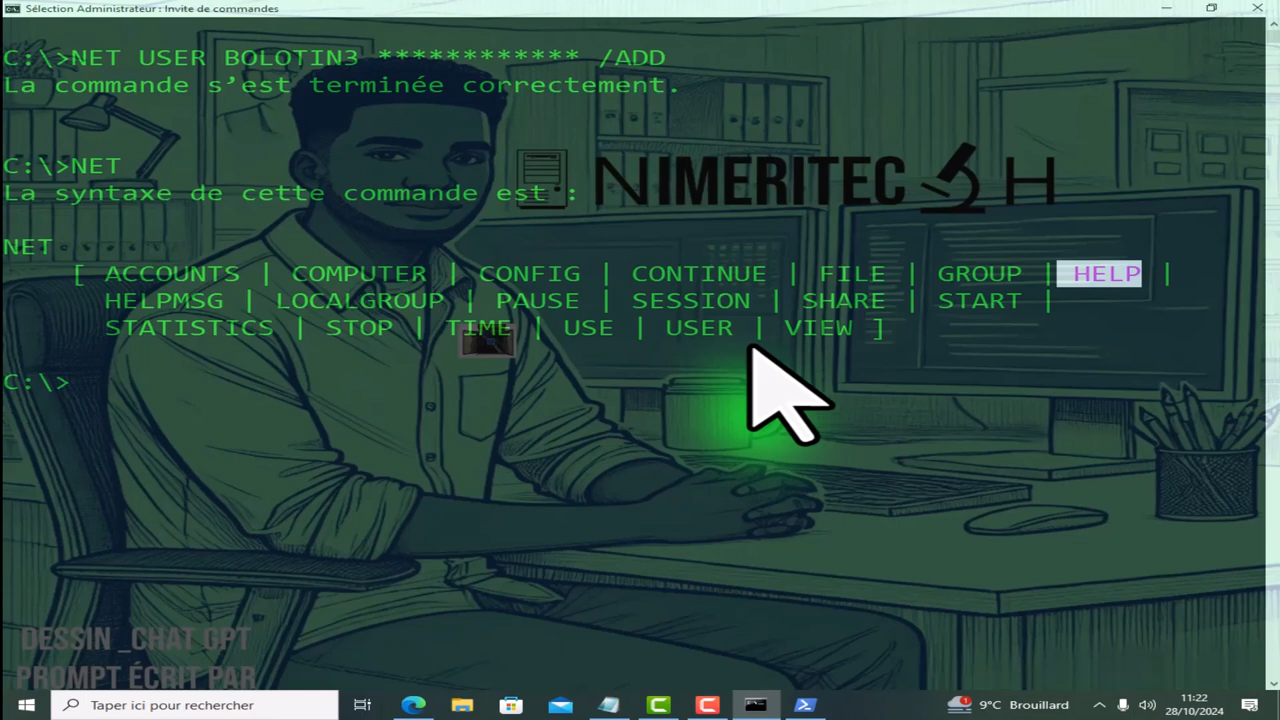 Sélection Administrateur : Invite de commandes
C:\>NET USER BOLOTIN3 ************ /ADD
La commande s’est terminée correctement.
C:\>NET
La syntaxe de cette commande est :
NIMERITEC H
NET
[ ACCOUNTS | COMPUTER | CONFIG | CONTINUE | FILE | GROUP | HELP |
HELPMSG | LOCALGROUP | PAUSE | SESSION | SHARE | START |
STATISTICS | STOP | TIME | USE | USER | VIEW ]
C:\>
DESSIN _CHAT GPT
PROMPT ÉCRIT PAR
Taper ici pour rechercher
9°C Brouillard
11:22
28/10/2024